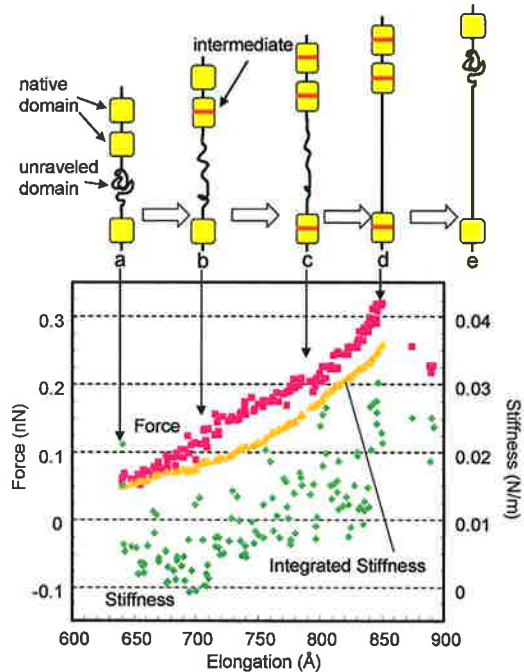 intermediate
native
domain
unraveled
domain
a b c d e
0.3
0.2
0.1
0
-0.1
Force (nN)
0.04
0.03
0.02
0.01
0
Stiffness (N/m)
Force
Integrated Stiffness
Stiffness
600 650 700 750 800 850 900
Elongation (Å)